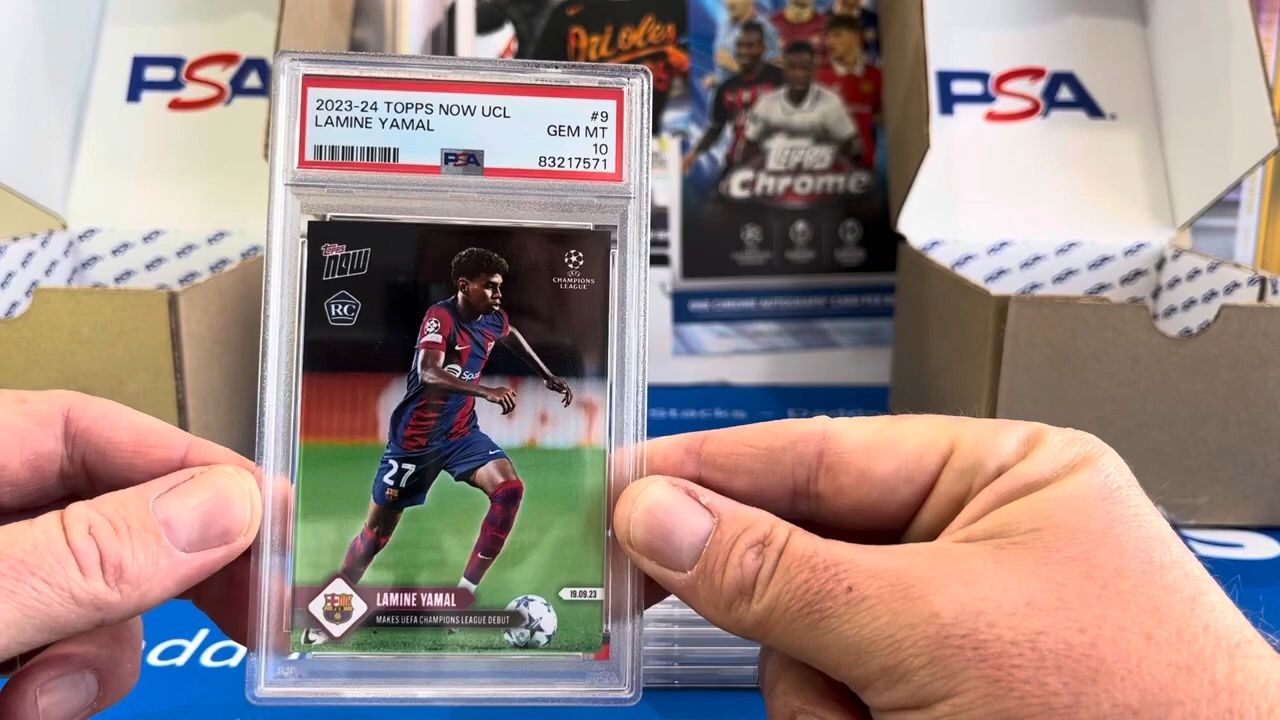 PSA
PSA
Orioles
Topps
Chrome
2023-24 TOPPS NOW UCL
#9
LAMINE YAMAL
GEM MT
10
PSA
83217571
Topps
NOW
RC
CHAMPIONS
LEAGUE
27
LAMINE YAMAL
19.09.23
MAKES UEFA CHAMPIONS LEAGUE DEBUT